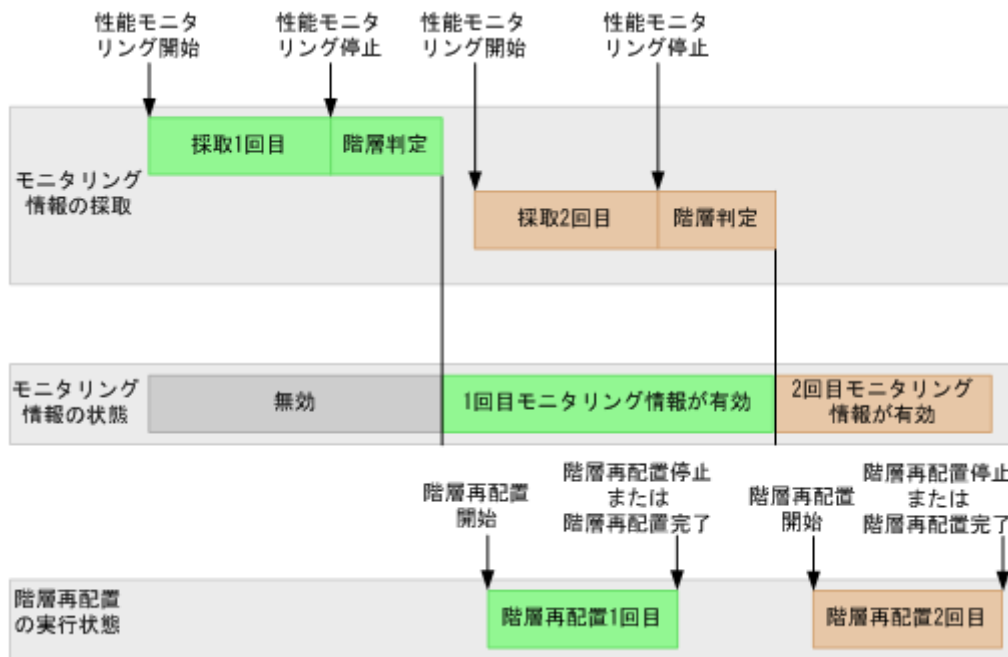 性能モニタ
リング開始
性能モニタ
リング停止
性能モニタ
リング開始
性能モニタ
リング停止
モニタリング
情報の採取
採取1回目
階層判定
採取2回目
階層判定
モニタリング
情報の状態
無効
1回目モニタリング情報が有効
2回目モニタリング
情報が有効
階層再配置
開始
階層再配置停止
または
階層再配置完了
階層再配置
開始
階層再配置停止
または
階層再配置完了
階層再配置
の実行状態
階層再配置1回目
階層再配置2回目